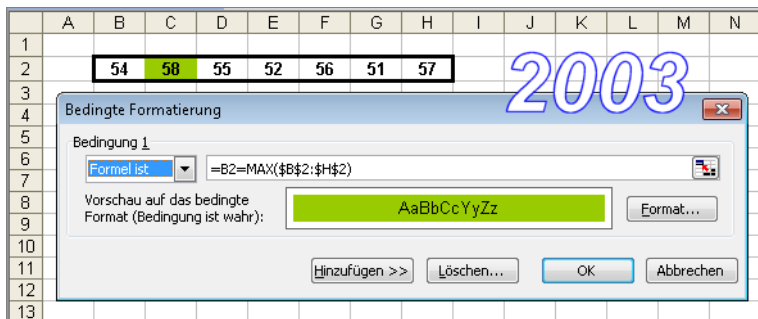 A B C D E F G H I J K L M N
1
2 54 58 55 52 56 51 57
2003
3
4
5
6
7
8
9
10
11
12
13
Bedingte Formatierung
Bedingung 1
Formel ist =B2=MAX($B$2:$H$2)
Vorschau auf das bedingte
Format (Bedingung ist wahr):
AaBbCcYyZz
Format...
Hinzufügen >> Löschen... OK Abbrechen